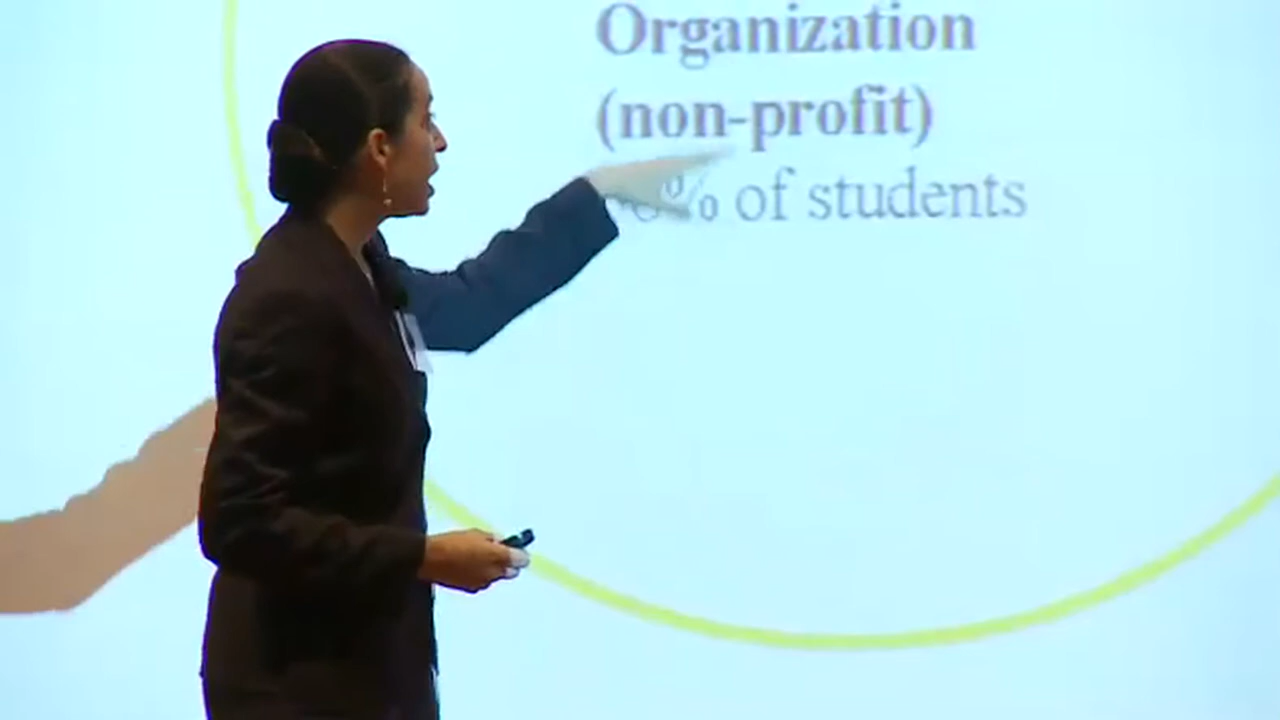 Organization
(non-profit)
% of students